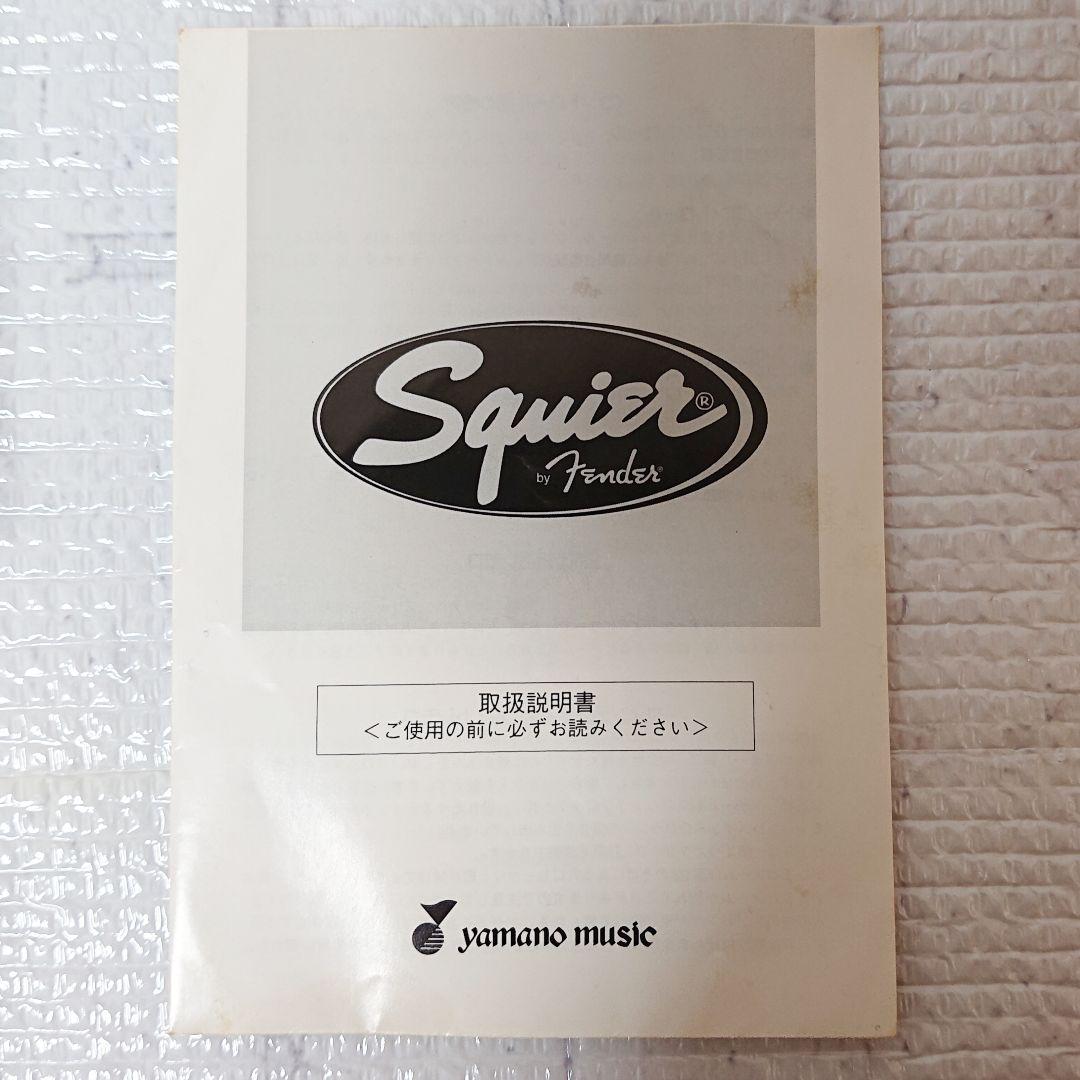 Squier®
by Fender®
取扱説明書
＜ご使用の前に必ずお読みください＞
yamano music